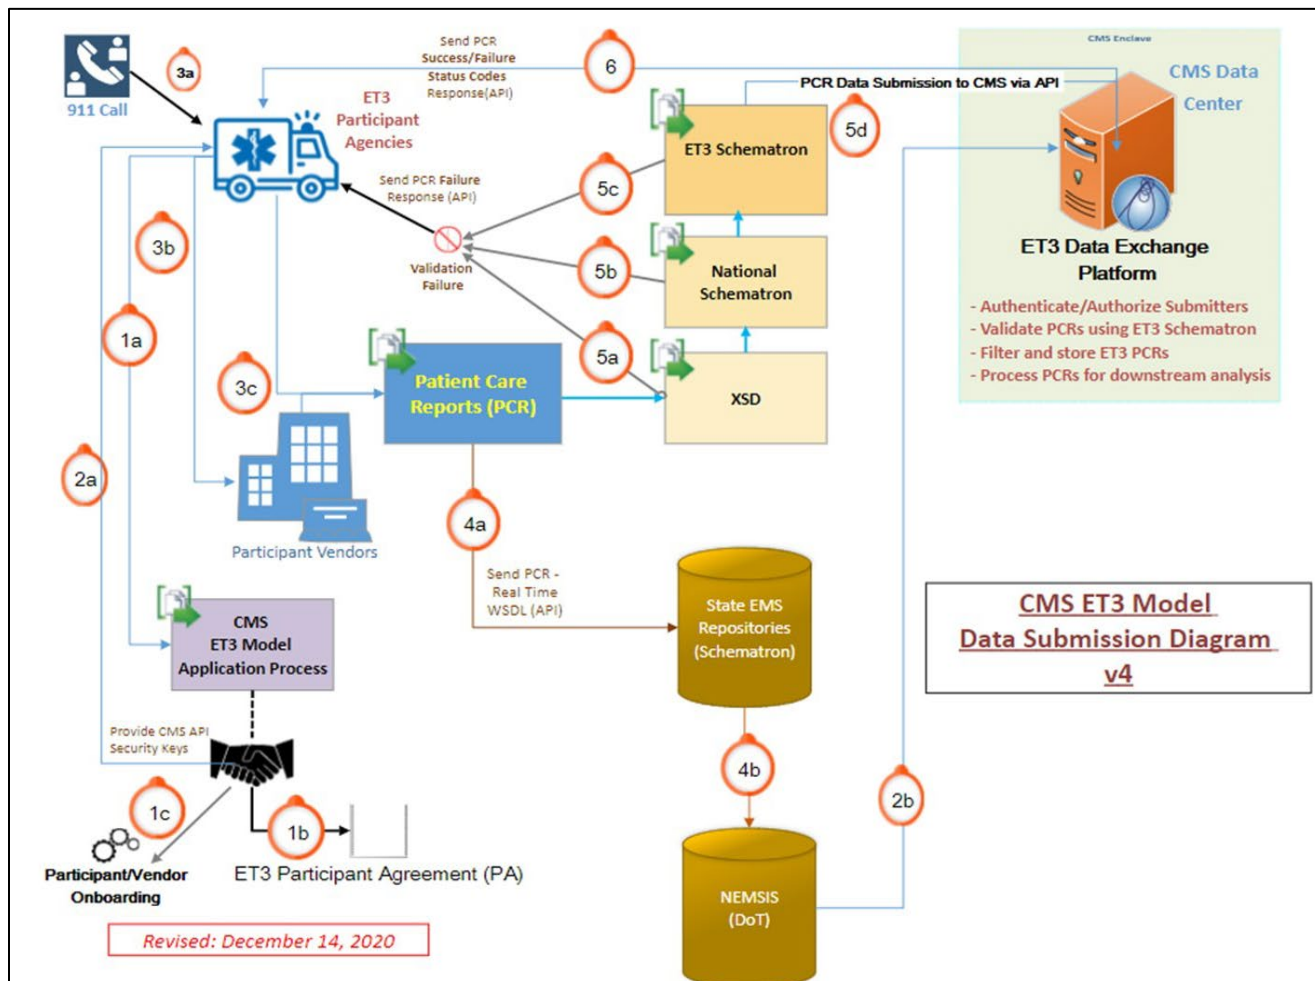 911 Call
3a
Send PCR
Success/Failure
Status Codes
Response(API)
6
ET3
Participant
Agencies
PCR Data Submission to CMS via API
CMS Enclave
CMS Data
Center
ET3 Schematron
5d
Send PCR Failure
Response (API)
5c
3b
Validation
Failure
5b
National
Schematron
ET3 Data Exchange
Platform
- Authenticate/Authorize Submitters
- Validate PCRs using ET3 Schematron
- Filter and store ET3 PCRs
- Process PCRs for downstream analysis
1a
5a
3c
Patient Care
Reports (PCR)
XSD
2a
4a
Participant Vendors
Send PCR -
Real Time
WSDL (API)
State EMS
Repositories
(Schematron)
CMS ET3 Model
Data Submission Diagram
v4
CMS
ET3 Model
Application Process
Provide CMS API
Security Keys
4b
2b
1c
1b
Participant/Vendor
Onboarding
ET3 Participant Agreement (PA)
NEMSIS
(DoT)
Revised: December 14, 2020